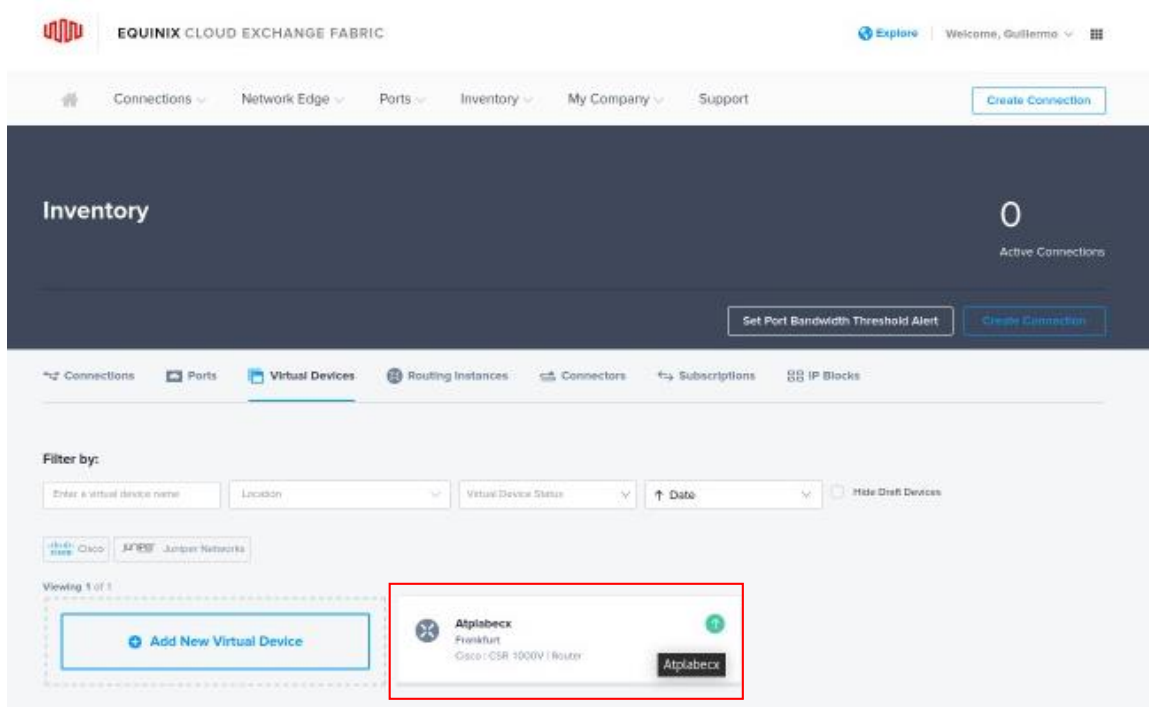 EQUINIX CLOUD EXCHANGE FABRIC
Explore
Welcome, Guillermo
Connections
Network Edge
Ports
Inventory
My Company
Support
Create Connection
Inventory
0
Active Connections
Set Port Bandwidth Threshold Alert
Create Connection
Connections
Ports
Virtual Devices
Routing Instances
Connectors
Subscriptions
IP Blocks
Filter by:
Enter a virtual device name
Location
Virtual Device Status
Date
Hide Draft Devices
Cisco
Juniper Networks
Viewing 1 of 1
Add New Virtual Device
Atplabecx
Frankfurt
Cisco : CSR 1000V | Router
Atplabecx